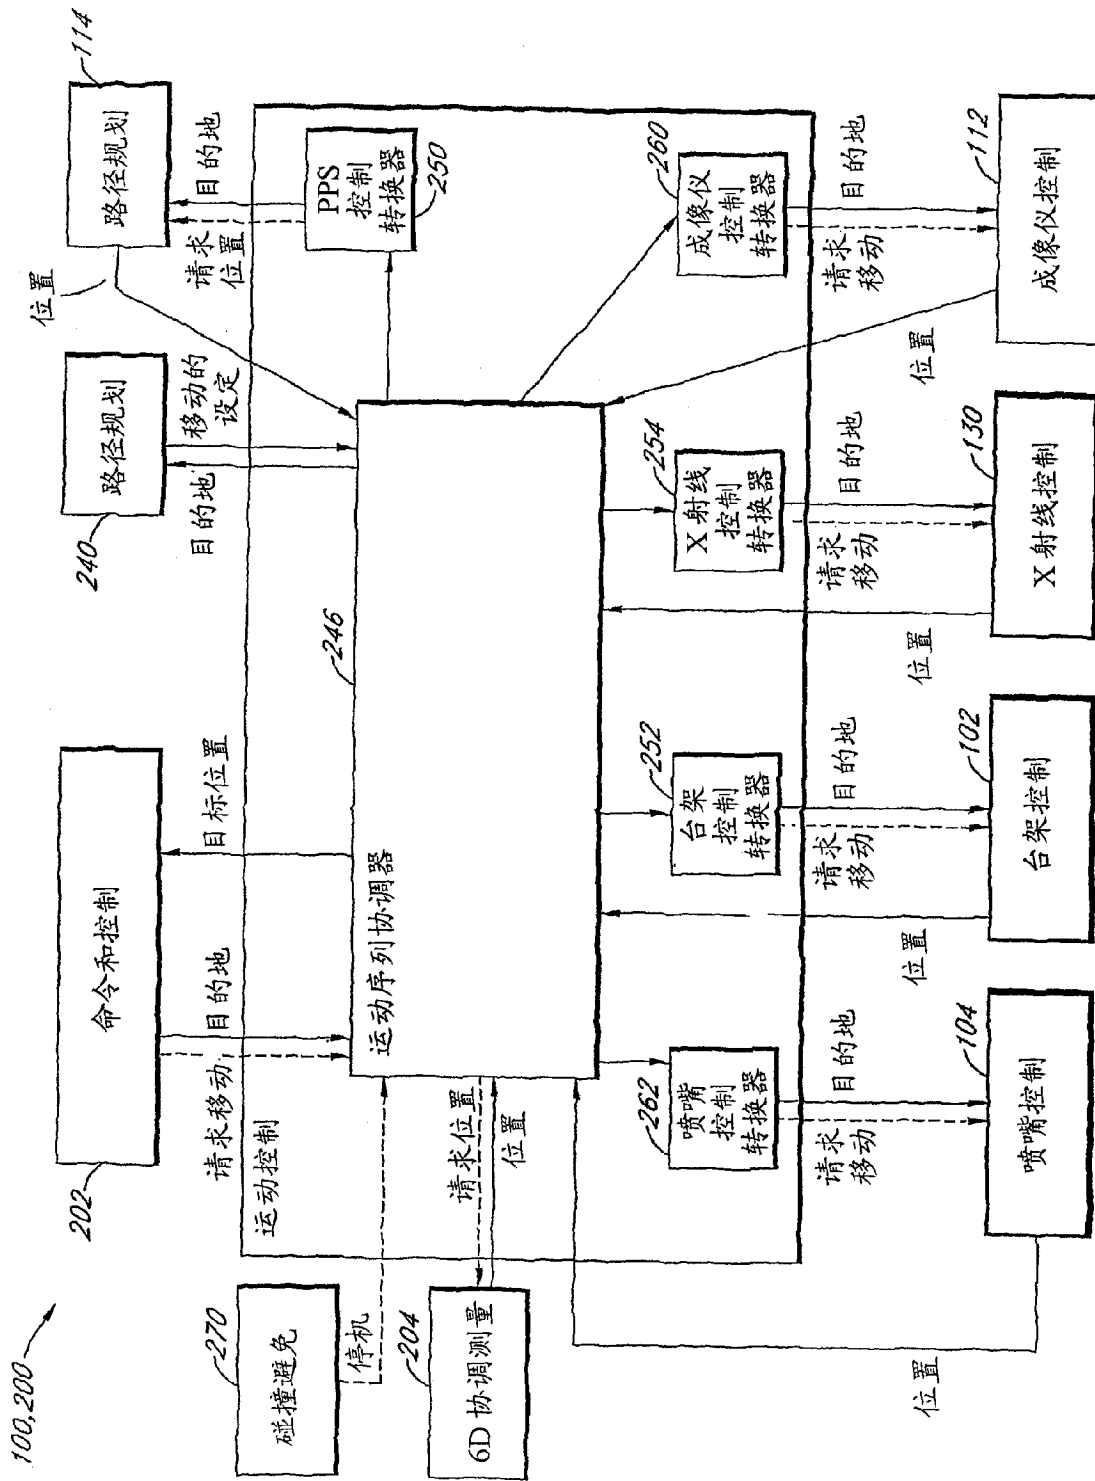 100,200
202
命令和控制
240
路径规划
114
路径规划
位置
请求移动
目的地
目标位置
目的地
移动的
设定
请求
位置
目的地
运动控制
270
碰撞避免
停机
246
运动序列协调器
PPS
控制
转换器
250
204
6D 协调测量
请求位置
位置
262
喷嘴
控制
转换器
252
台架
控制
转换器
254
X 射线
控制
转换器
260
成像仪
控制
转换器
请求
移动
目的地
请求
移动
目的地
请求
移动
目的地
请求
移动
目的地
位置
位置
位置
位置
104
喷嘴控制
102
台架控制
130
X 射线控制
112
成像仪控制